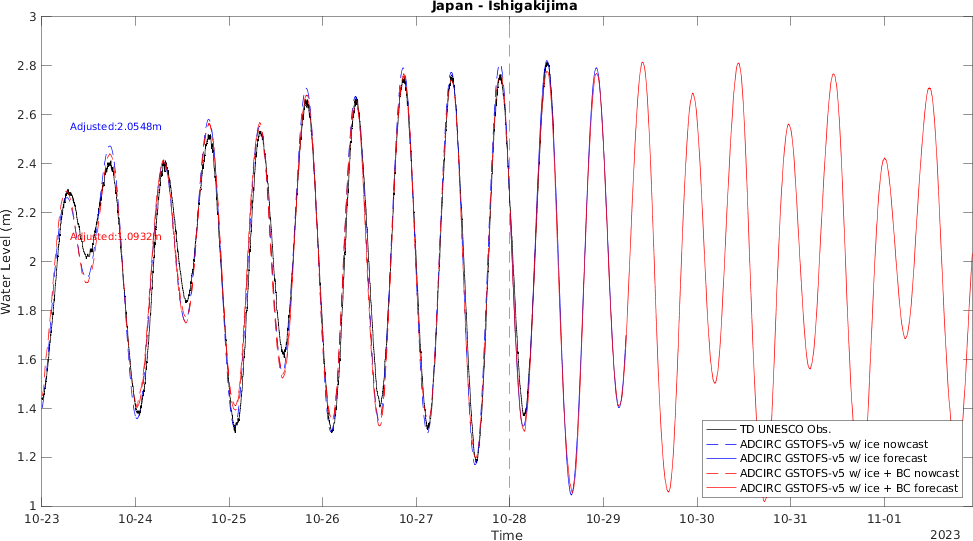 Japan - Ishigakijima
3
2.8
2.6
2.4
2.2
2
1.8
1.6
1.4
1.2
1
Water Level (m)
Adjusted:2.0548m
Adjusted:1.0932m
TD UNESCO Obs.
ADCIRC GSTOFS-v5 w/ ice nowcast
ADCIRC GSTOFS-v5 w/ ice forecast
ADCIRC GSTOFS-v5 w/ ice + BC nowcast
ADCIRC GSTOFS-v5 w/ ice + BC forecast
10-23 10-24 10-25 10-26 10-27 10-28 10-29 10-30 10-31 11-01
Time
2023